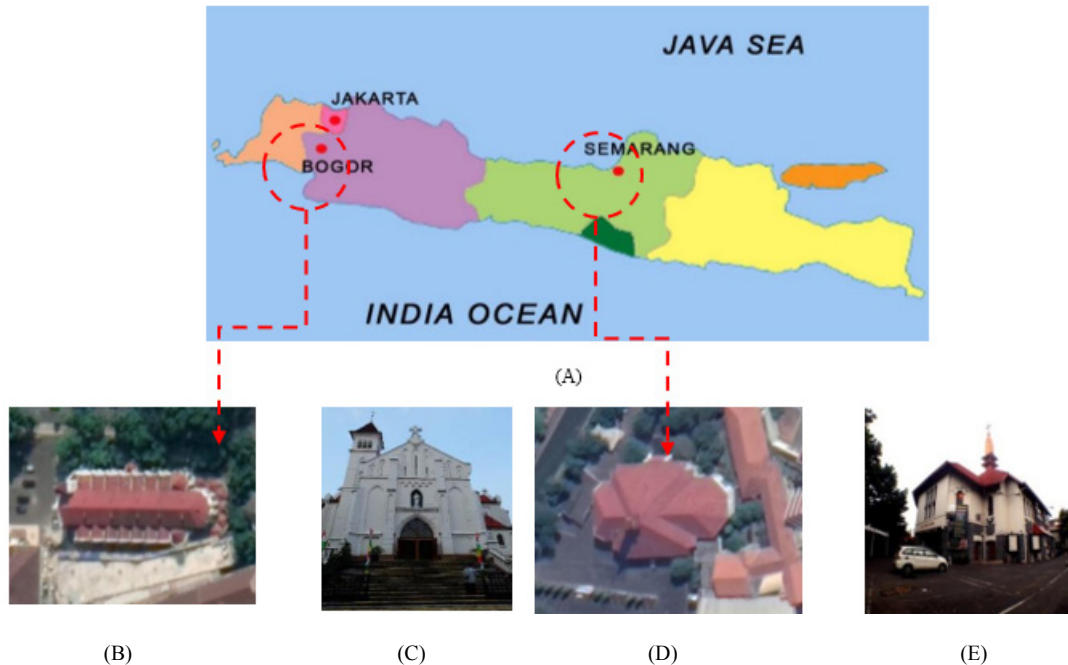 JAVA SEA
JAKARTA
BOGOR
SEMARANG
INDIA OCEAN
(A)
(B)
(C)
(D)
(E)